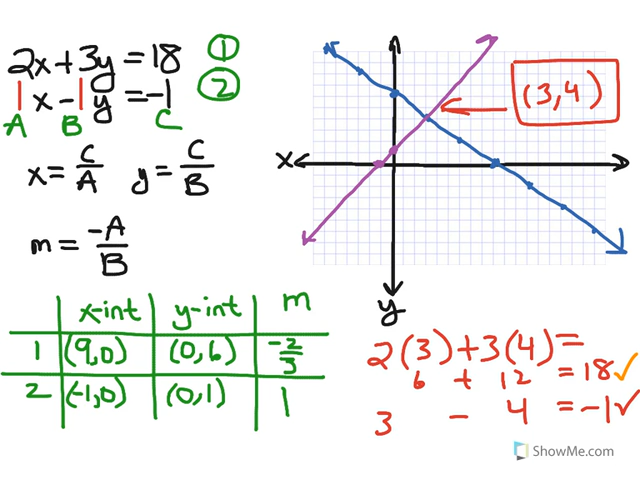 2x + 3y = 18 ①
1x - 1y = -1 ②
A B C
x = C/A y = C/B
m = -A/B
x-int y-int m
1 (9,0) (0,6) -2/3
2 (-1,0) (0,1) 1
(3,4)
x
y
2(3)+3(4)=
6 + 12 = 18✓
3 - 4 = -1✓
ShowMe.com